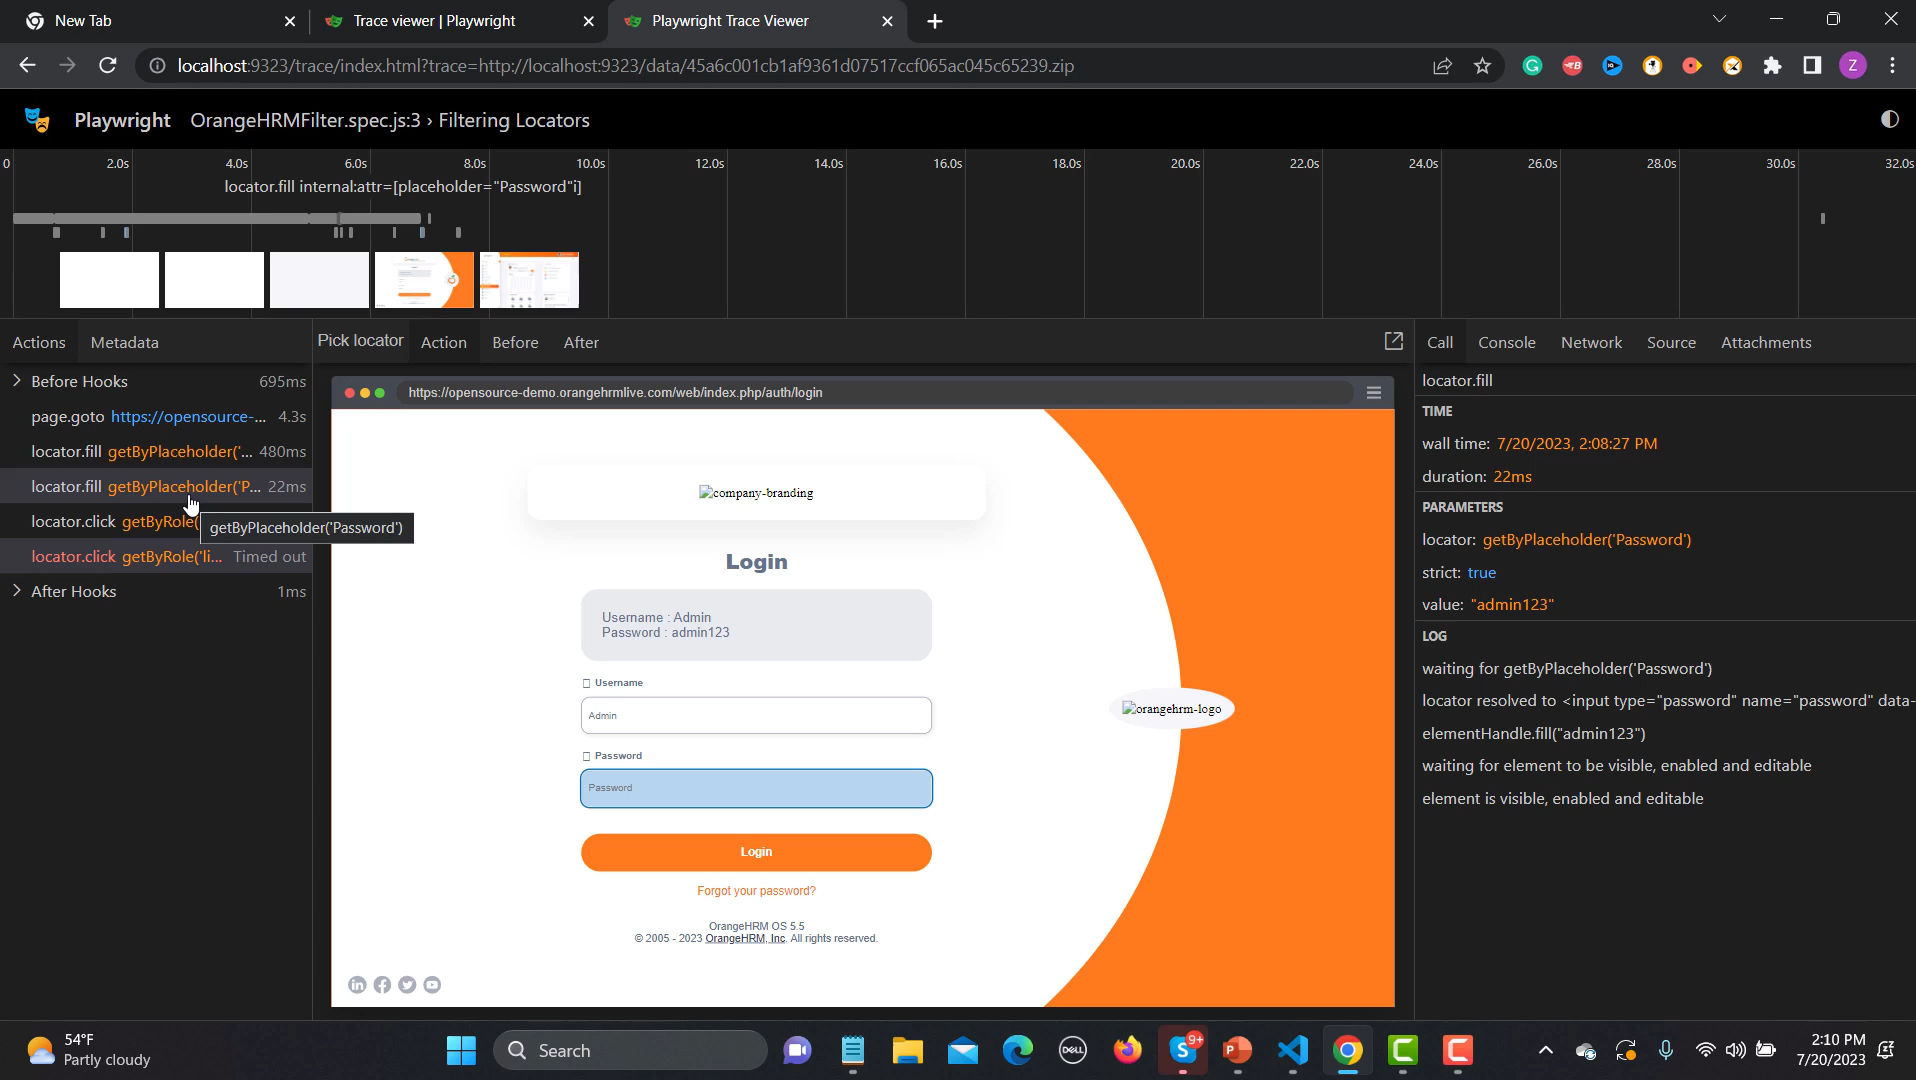 New Tab
Trace viewer | Playwright
Playwright Trace Viewer
localhost:9323/trace/index.html?trace=http://localhost:9323/data/45a6c001cb1af9361d07517ccf065ac045c65239.zip
Z
Playwright OrangeHRMFilter.spec.js:3 › Filtering Locators
0 2.0s 4.0s 6.0s 8.0s 10.0s 12.0s 14.0s 16.0s 18.0s 20.0s 22.0s 24.0s 26.0s 28.0s 30.0s 32.0s
locator.fill internal:attr=[placeholder="Password"i]
Actions Metadata
Pick locator Action Before After
Call Console Network Source Attachments
Before Hooks 695ms
page.goto https://opensource-... 4.3s
locator.fill getByPlaceholder('... 480ms
locator.fill getByPlaceholder('P... 22ms
locator.click getByRole(
getByPlaceholder('Password')
locator.click getByRole('li... Timed out
After Hooks 1ms
https://opensource-demo.orangehrmlive.com/web/index.php/auth/login
company-branding
Login
Username : Admin
Password : admin123
Username
Admin
Password
Password
Login
Forgot your password?
OrangeHRM OS 5.5
© 2005 - 2023 OrangeHRM, Inc. All rights reserved.
orangehrm-logo
locator.fill
TIME
wall time: 7/20/2023, 2:08:27 PM
duration: 22ms
PARAMETERS
locator: getByPlaceholder('Password')
strict: true
value: "admin123"
LOG
waiting for getByPlaceholder('Password')
locator resolved to <input type="password" name="password" data-
elementHandle.fill("admin123")
waiting for element to be visible, enabled and editable
element is visible, enabled and editable
54°F
Partly cloudy
Search
DELL
9+
2:10 PM
7/20/2023